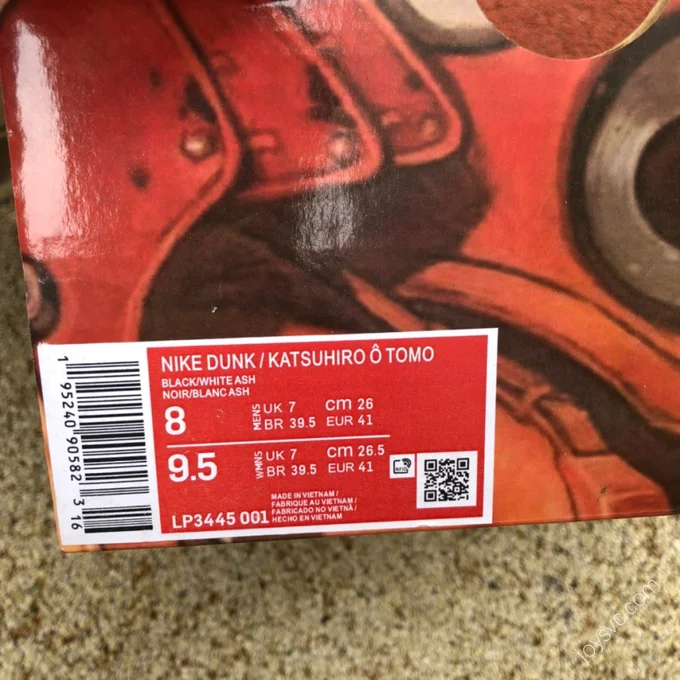 NIKE DUNK / KATSUHIRO Ô TOMO
BLACK/WHITE ASH
NOIR/BLANC ASH
8 MENS UK 7 cm 26
BR 39.5 EUR 41
9.5 WMNS UK 7 cm 26.5
BR 39.5 EUR 41
MADE IN VIETNAM /
FABRIQUE AU VIETNAM /
FABRICADO NO VIETNÃ /
LP3445 001 HECHO EN VIETNAM
1 95240 90582 3 16
joysvc.com